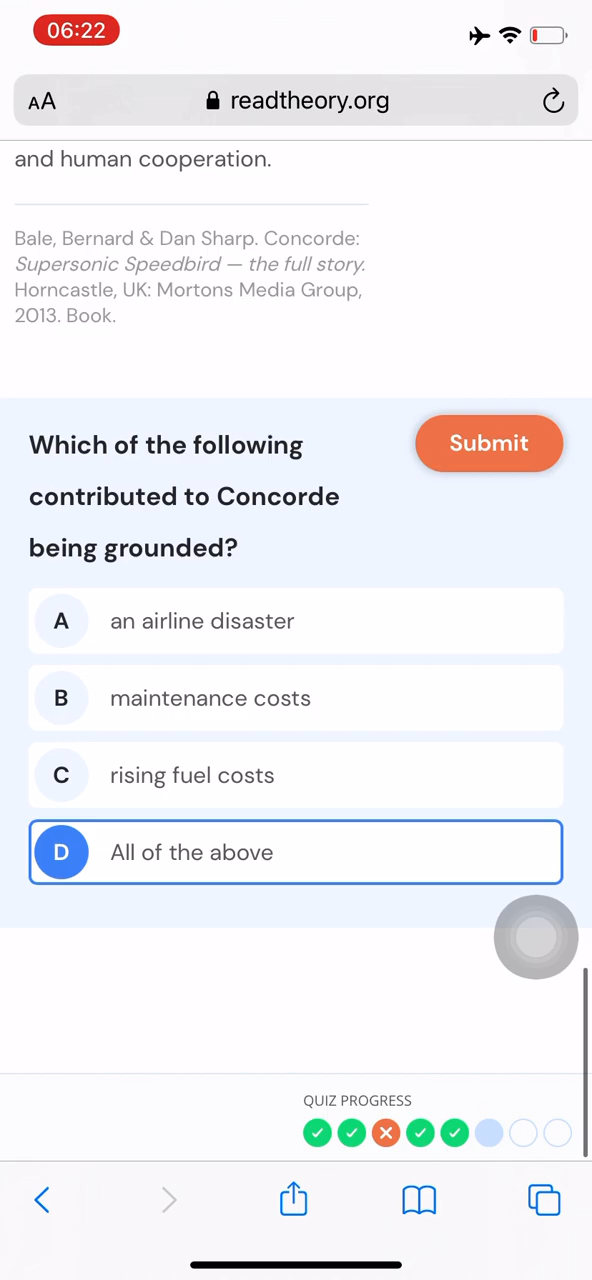 06:22
AA readtheory.org
and human cooperation.
Bale, Bernard & Dan Sharp. Concorde:
Supersonic Speedbird — the full story.
Horncastle, UK: Mortons Media Group,
2013. Book.
Which of the following
contributed to Concorde
being grounded?
Submit
A an airline disaster
B maintenance costs
C rising fuel costs
D All of the above
QUIZ PROGRESS